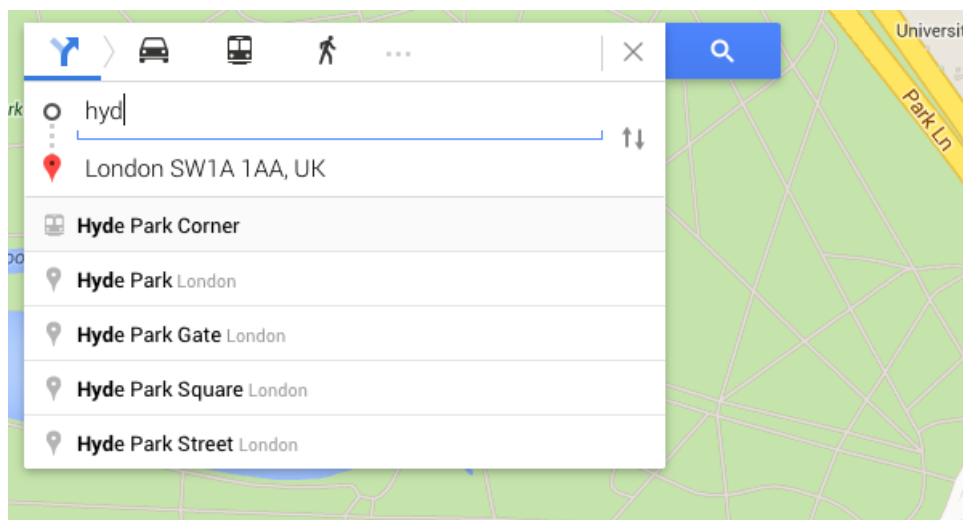 hyd
London SW1A 1AA, UK
Hyde Park Corner
Hyde Park London
Hyde Park Gate London
Hyde Park Square London
Hyde Park Street London
Park Ln